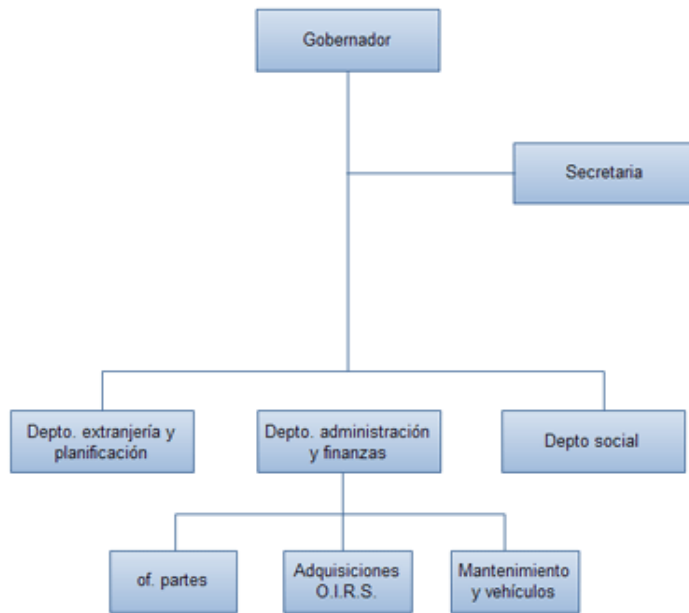 Gobernador
Secretaria
Depto. extranjería y
planificación
Depto. administración
y finanzas
Depto social
of. partes
Adquisiciones
O.I.R.S.
Mantenimiento
y vehículos